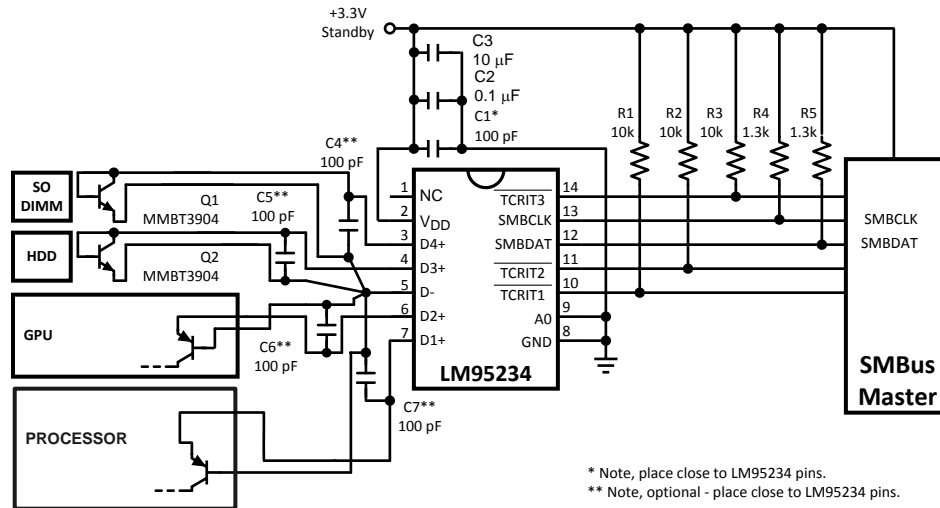 +3.3V
Standby
C3
10 µF
C2
0.1 µF
C1*
100 pF
R1
10k
R2
10k
R3
10k
R4
1.3k
R5
1.3k
C4**
100 pF
SO
DIMM
Q1
MMBT3904
C5**
100 pF
HDD
Q2
MMBT3904
GPU
C6**
100 pF
PROCESSOR
C7**
100 pF
1
NC
2
VDD
3
D4+
4
D3+
5
D-
6
D2+
7
D1+
14
TCRIT3
13
SMBCLK
12
SMBDAT
11
TCRIT2
10
TCRIT1
9
A0
8
GND
LM95234
SMBCLK
SMBDAT
SMBus
Master
* Note, place close to LM95234 pins.
** Note, optional - place close to LM95234 pins.